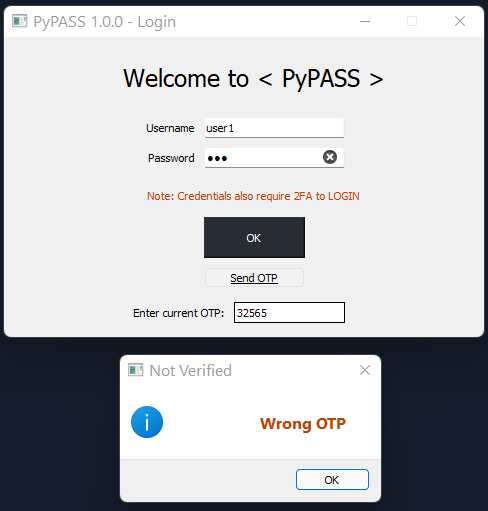 PyPASS 1.0.0 - Login
Welcome to < PyPASS >
Username user1
Password •••
Note: Credentials also require 2FA to LOGIN
OK
Send OTP
Enter current OTP: 32565
Not Verified
Wrong OTP
OK